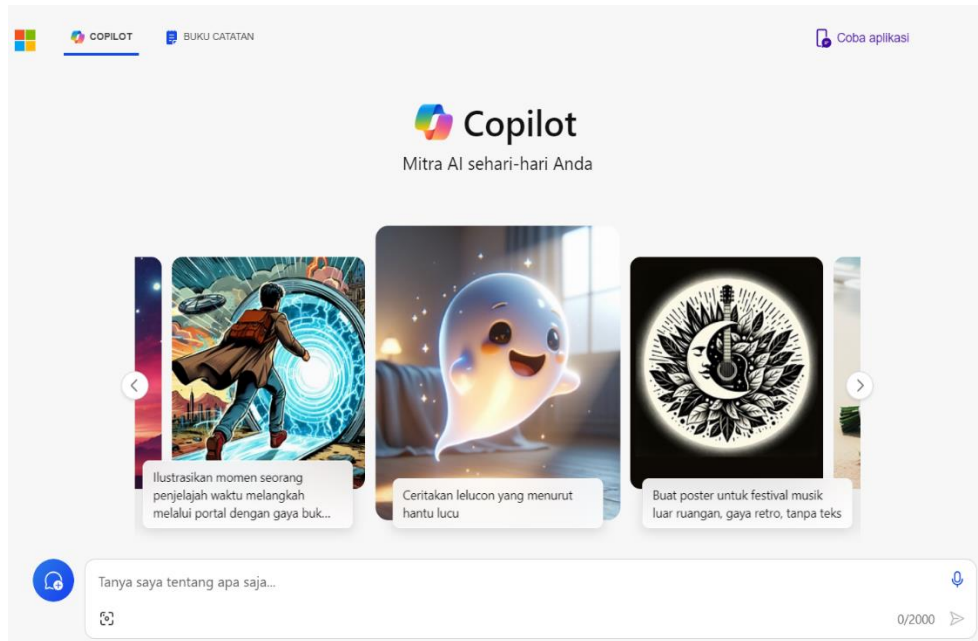 COPILOT
BUKU CATATAN
Coba aplikasi
Copilot
Mitra AI sehari-hari Anda
Ilustrasikan momen seorang
penjelajah waktu melangkah
melalui portal dengan gaya buk...
Ceritakan lelucon yang menurut
hantu lucu
Buat poster untuk festival musik
luar ruangan, gaya retro, tanpa teks
Tanya saya tentang apa saja...
0/2000